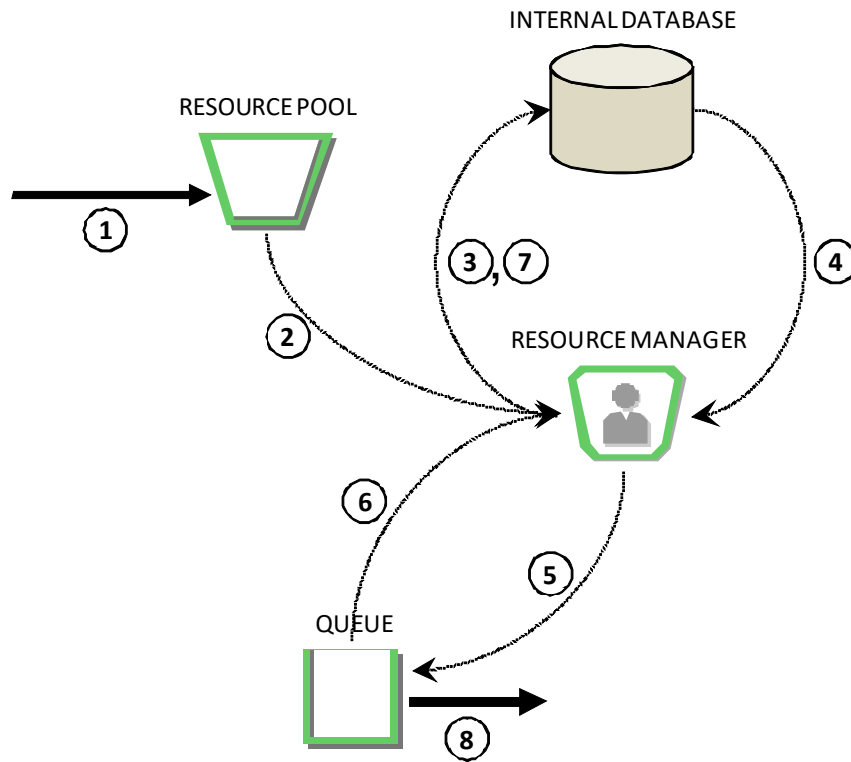 INTERNAL DATABASE
RESOURCE POOL
1
3, 7
4
2
RESOURCE MANAGER
6
5
QUEUE
8